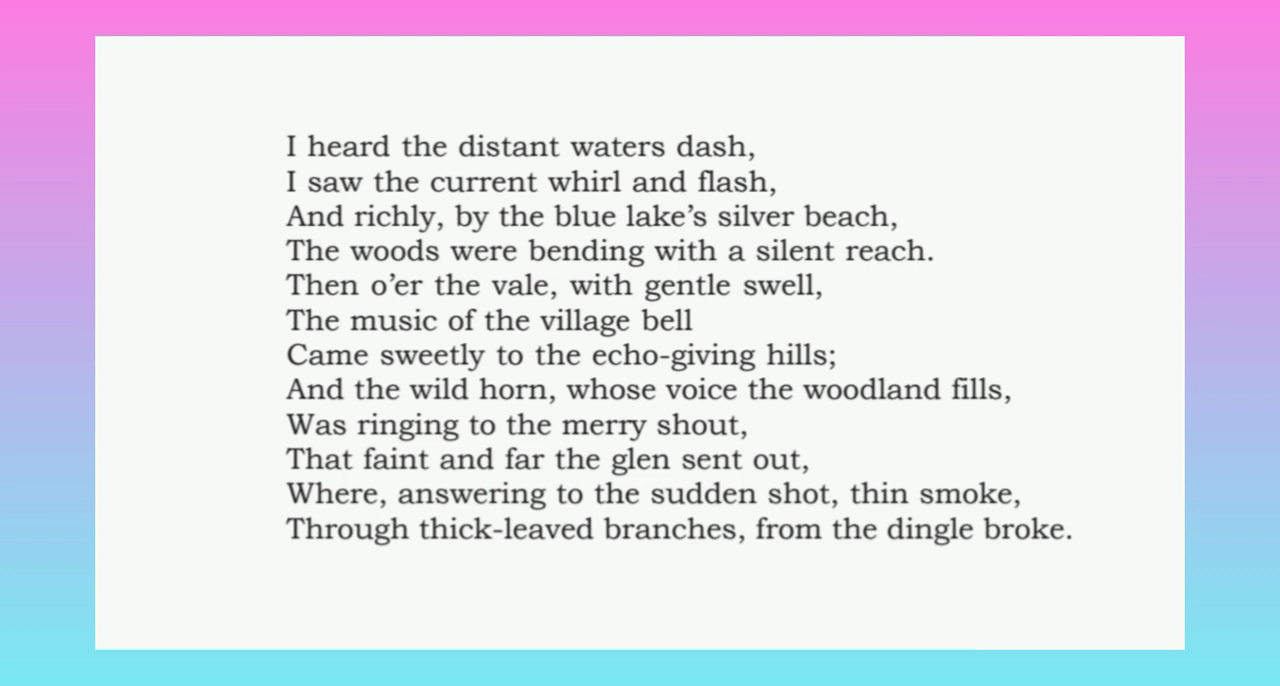 I heard the distant waters dash,
I saw the current whirl and flash,
And richly, by the blue lake’s silver beach,
The woods were bending with a silent reach.
Then o’er the vale, with gentle swell,
The music of the village bell
Came sweetly to the echo-giving hills;
And the wild horn, whose voice the woodland fills,
Was ringing to the merry shout,
That faint and far the glen sent out,
Where, answering to the sudden shot, thin smoke,
Through thick-leaved branches, from the dingle broke.